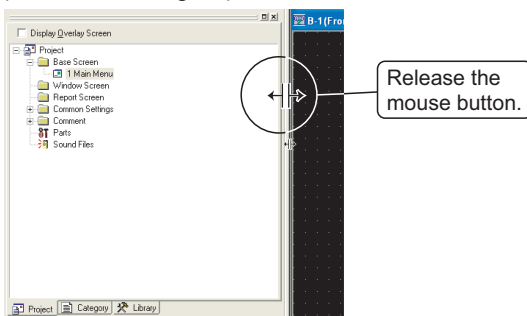 Display Overlay Screen
Project
Base Screen
1 Main Menu
Window Screen
Report Screen
Common Settings
Comment
Parts
Sound Files
Project Category Library
B-1(Fro
Release the
mouse button.